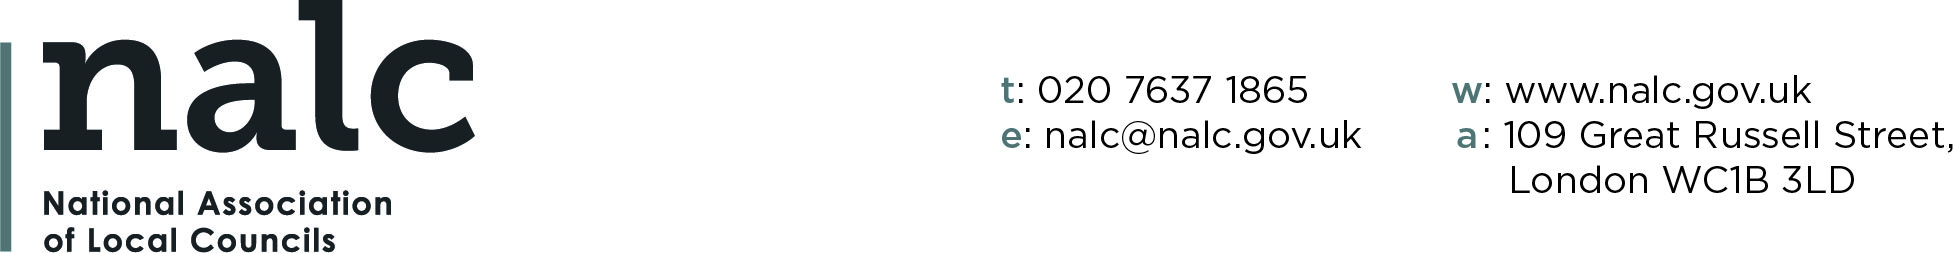 nalc
National Association
of Local Councils
t: 020 7637 1865
e: nalc@nalc.gov.uk
w: www.nalc.gov.uk
a: 109 Great Russell Street,
London WC1B 3LD